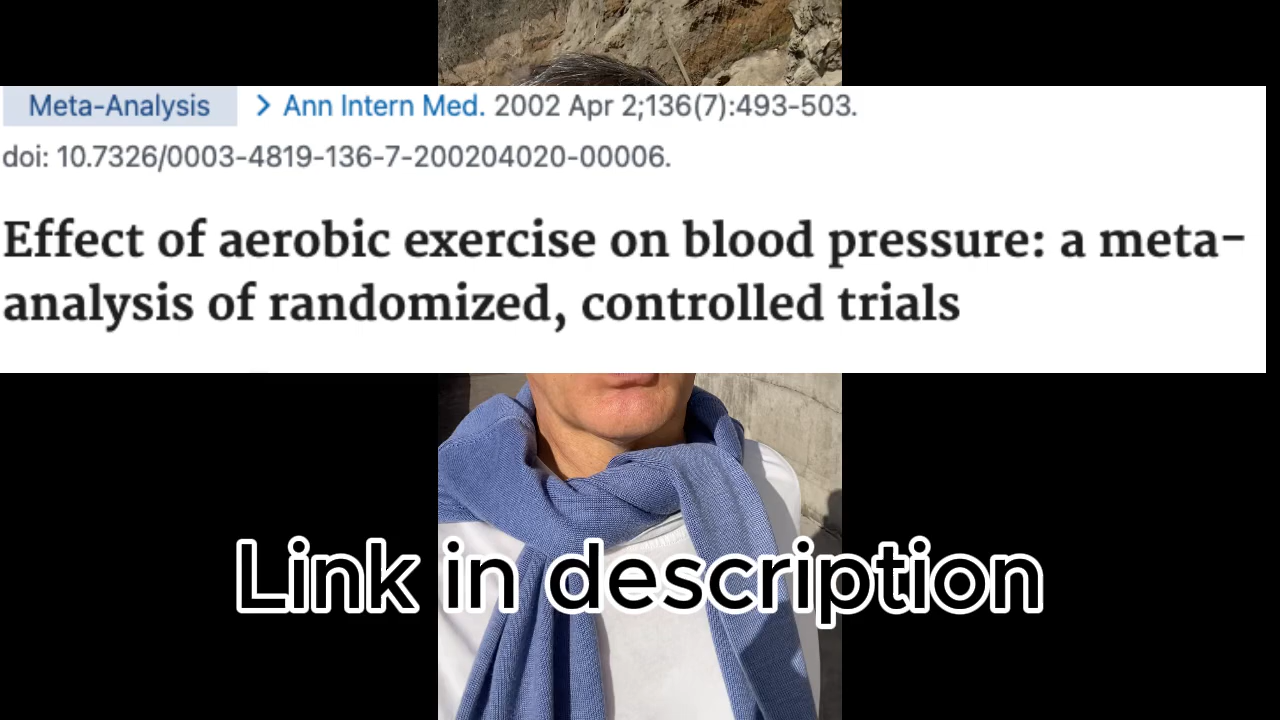 Meta-Analysis > Ann Intern Med. 2002 Apr 2;136(7):493-503.
doi: 10.7326/0003-4819-136-7-200204020-00006.
Effect of aerobic exercise on blood pressure: a meta-
analysis of randomized, controlled trials
Link in description